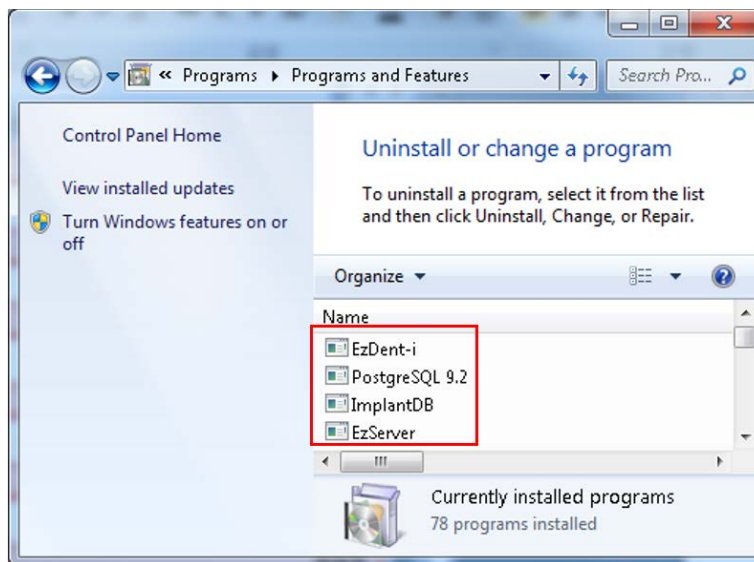 « Programs ▸ Programs and Features
Search Pro...
Control Panel Home
View installed updates
Turn Windows features on or
off
Uninstall or change a program
To uninstall a program, select it from the list
and then click Uninstall, Change, or Repair.
Organize
Name
EzDent-i
PostgreSQL 9.2
ImplantDB
EzServer
Currently installed programs
78 programs installed